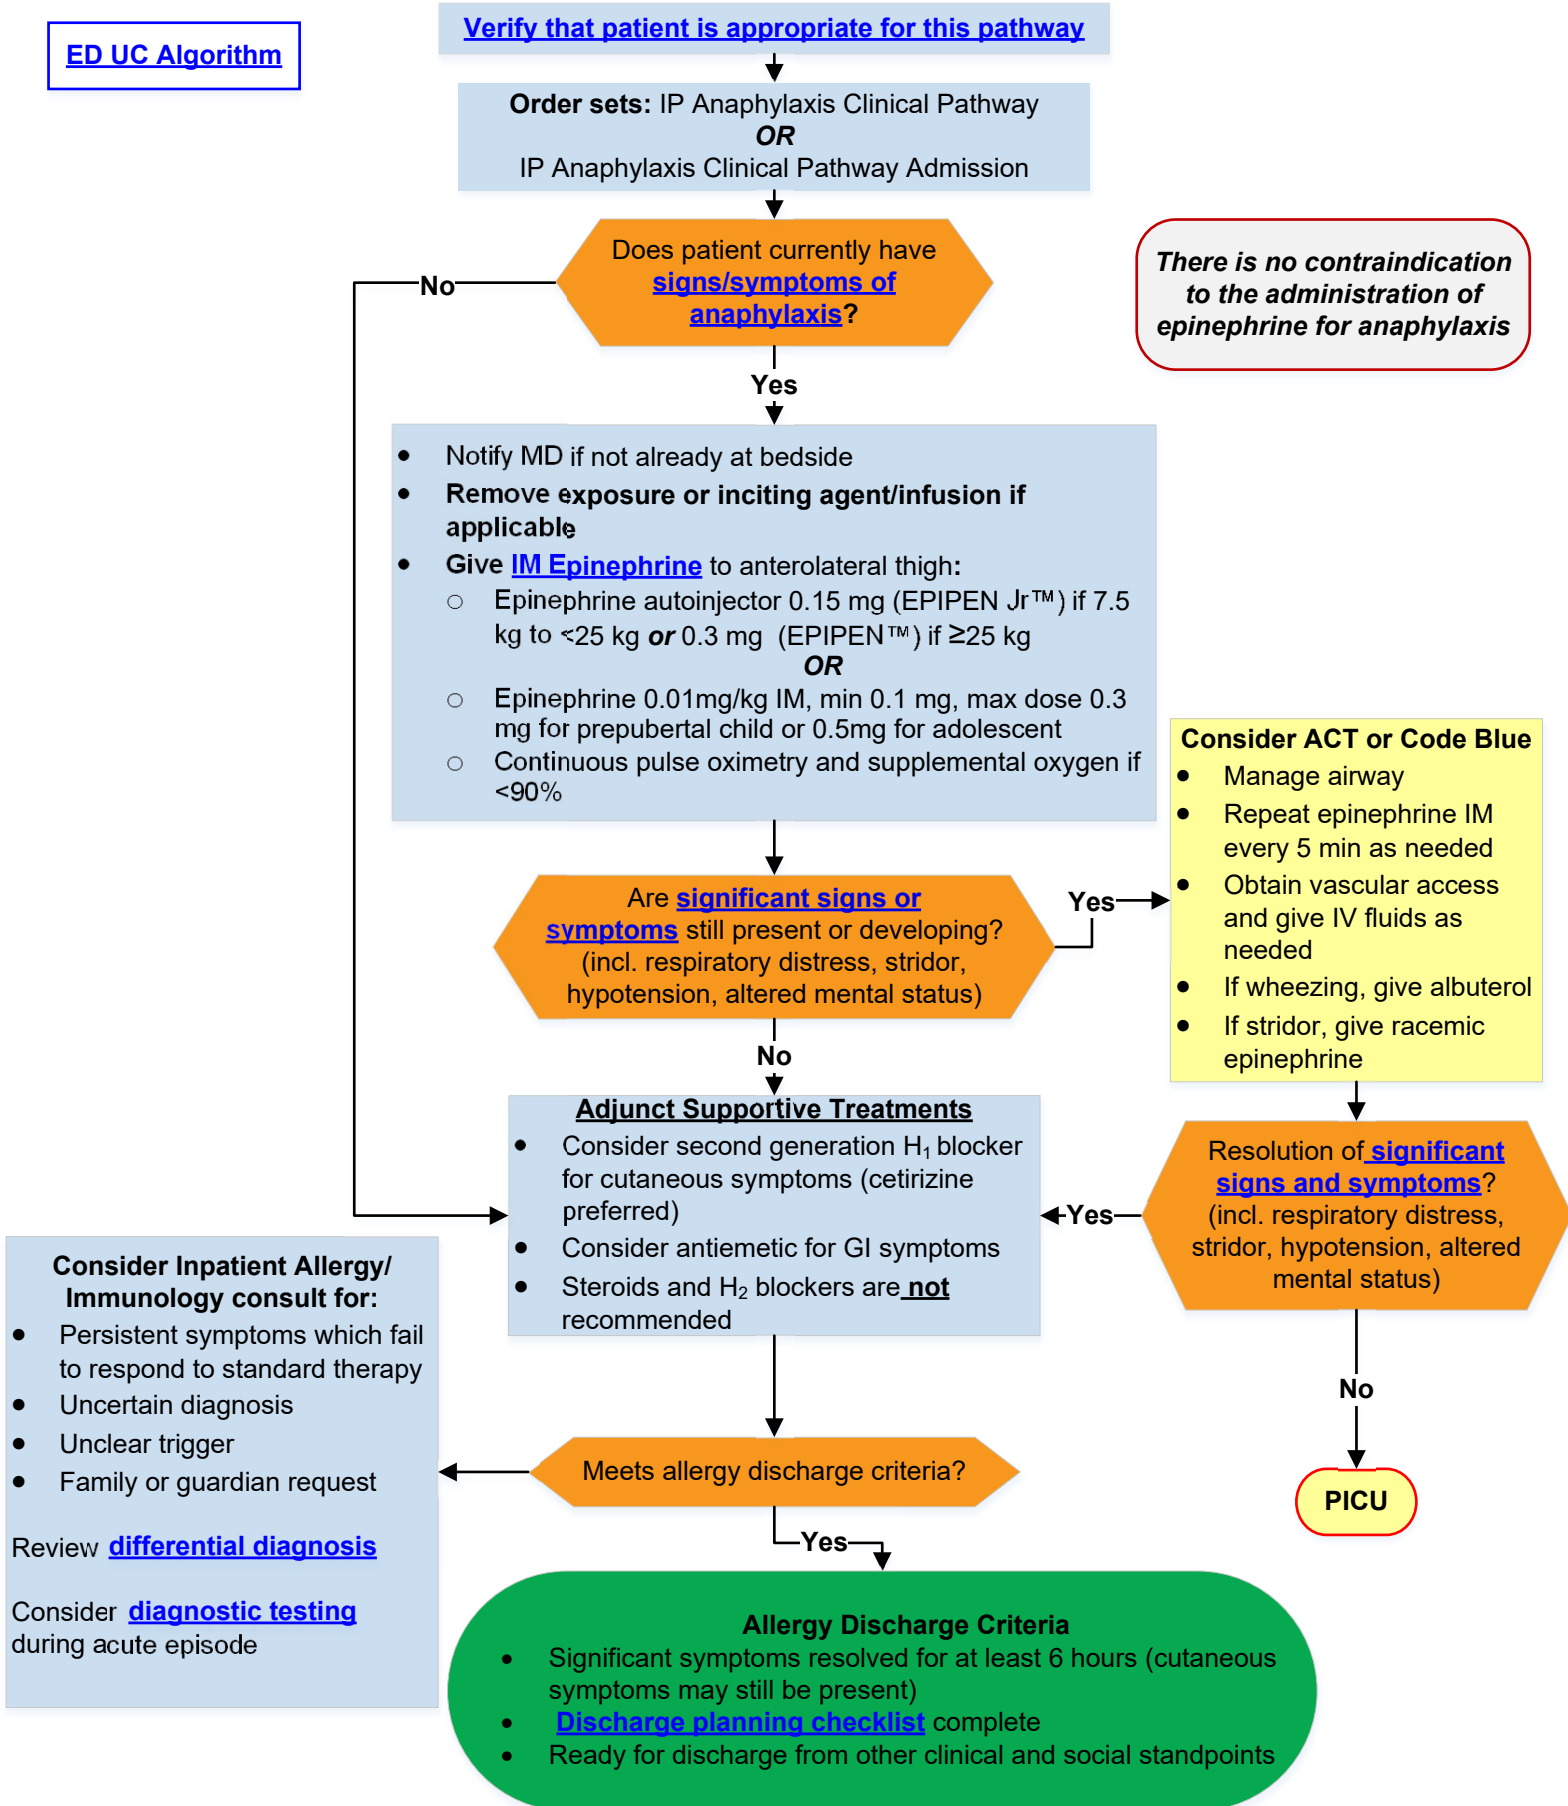 ED UC Algorithm
Verify that patient is appropriate for this pathway
Order sets: IP Anaphylaxis Clinical Pathway
OR
IP Anaphylaxis Clinical Pathway Admission
Does patient currently have
signs/symptoms of
anaphylaxis?
No
There is no contraindication
to the administration of
epinephrine for anaphylaxis
Yes
• Notify MD if not already at bedside
• Remove exposure or inciting agent/infusion if
applicable
• Give IM Epinephrine to anterolateral thigh:
○ Epinephrine autoinjector 0.15 mg (EPIPEN Jr™) if 7.5
kg to <25 kg or 0.3 mg (EPIPEN™) if ≥25 kg
OR
○ Epinephrine 0.01mg/kg IM, min 0.1 mg, max dose 0.3
mg for prepubertal child or 0.5mg for adolescent
○ Continuous pulse oximetry and supplemental oxygen if
<90%
Are significant signs or
symptoms still present or developing?
(incl. respiratory distress, stridor,
hypotension, altered mental status)
Yes
Consider ACT or Code Blue
• Manage airway
• Repeat epinephrine IM
every 5 min as needed
• Obtain vascular access
and give IV fluids as
needed
• If wheezing, give albuterol
• If stridor, give racemic
epinephrine
No
Adjunct Supportive Treatments
• Consider second generation H₁ blocker
for cutaneous symptoms (cetirizine
preferred)
• Consider antiemetic for GI symptoms
• Steroids and H₂ blockers are not
recommended
Yes
Resolution of significant
signs and symptoms?
(incl. respiratory distress,
stridor, hypotension, altered
mental status)
No
PICU
Consider Inpatient Allergy/
Immunology consult for:
• Persistent symptoms which fail
to respond to standard therapy
• Uncertain diagnosis
• Unclear trigger
• Family or guardian request
Review differential diagnosis
Consider diagnostic testing
during acute episode
Meets allergy discharge criteria?
Yes
Allergy Discharge Criteria
• Significant symptoms resolved for at least 6 hours (cutaneous
symptoms may still be present)
• Discharge planning checklist complete
• Ready for discharge from other clinical and social standpoints